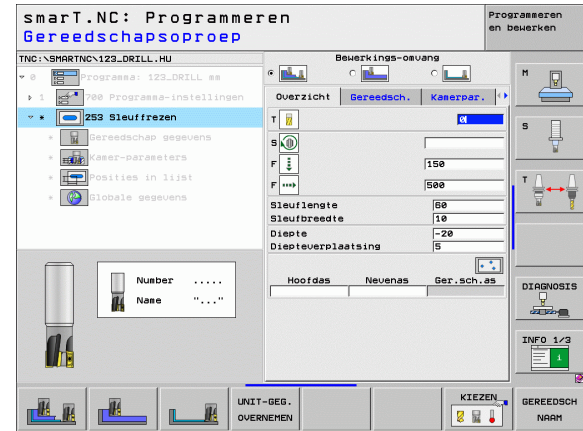 smarT.NC: Programmeren
Gereedschapsoproep
Programmeren
en bewerken
TNC:\SMARTNC\123_DRILL.HU
0 Programma: 123_DRILL mm
1 700 Programma-instellingen
* 253 Sleuffrezen
* Gereedschap gegevens
* Kamer-parameters
* Posities in lijst
* Globale gegevens
Number .....
Name "..."
Bewerkings-omvang
Overzicht Gereedsch. Kamerpar.
T 0
S
F 150
F 500
Sleuflengte 60
Sleufbreedte 10
Diepte -20
Diepteverplaatsing 5
Hoofdas Nevenas Ger.sch.as
M
S
T
DIAGNOSIS
INFO 1/3
UNIT-GEG.
OVERNEMEN
KIEZEN
GEREEDSCH
NAAM